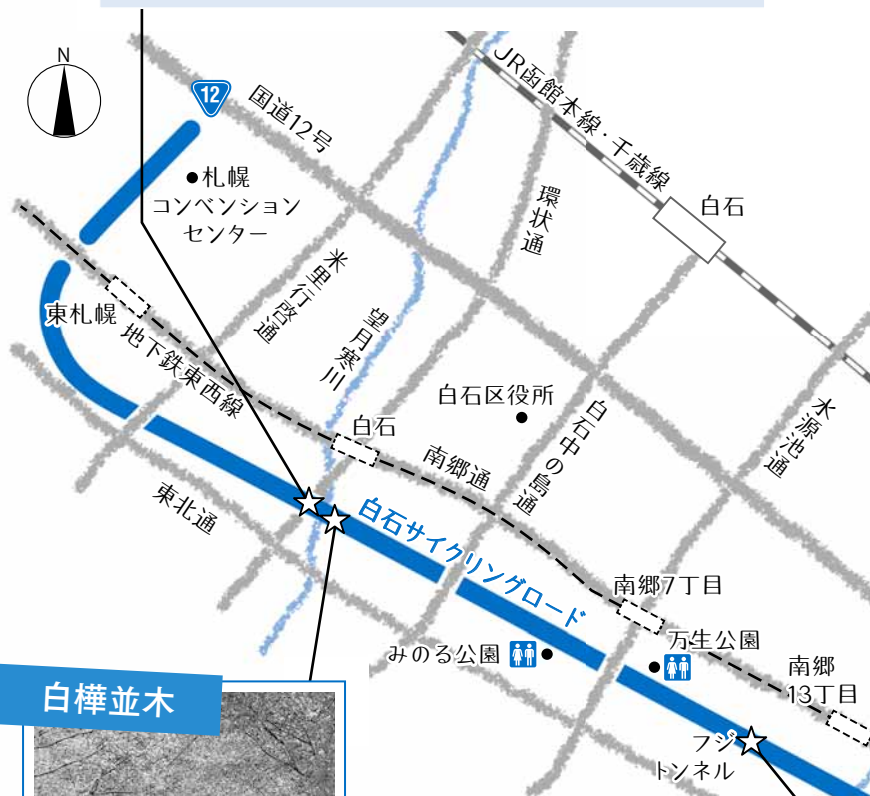 N
12
国道12号
JR函館本線・千歳線
札幌
コンベンション
センター
環状通
白石
米里行啓通
望月寒川
東札幌
地下鉄東西線
白石区役所
白石中の島通
水源池通
白石
南郷通
東北通
白石サイクリングロード
南郷7丁目
みのる公園
万生公園
南郷
13丁目
白樺並木
フジ
トンネル